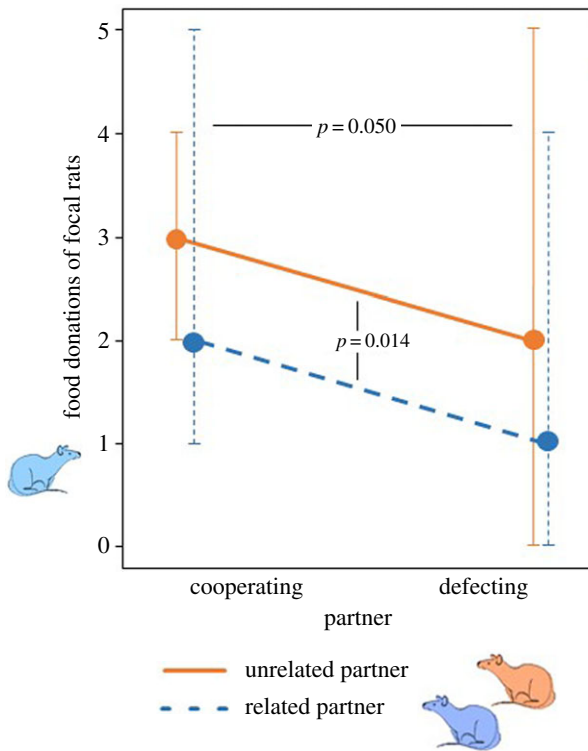 5
4
3
2
1
0
food donations of focal rats
p = 0.050
p = 0.014
cooperating
defecting
partner
unrelated partner
related partner